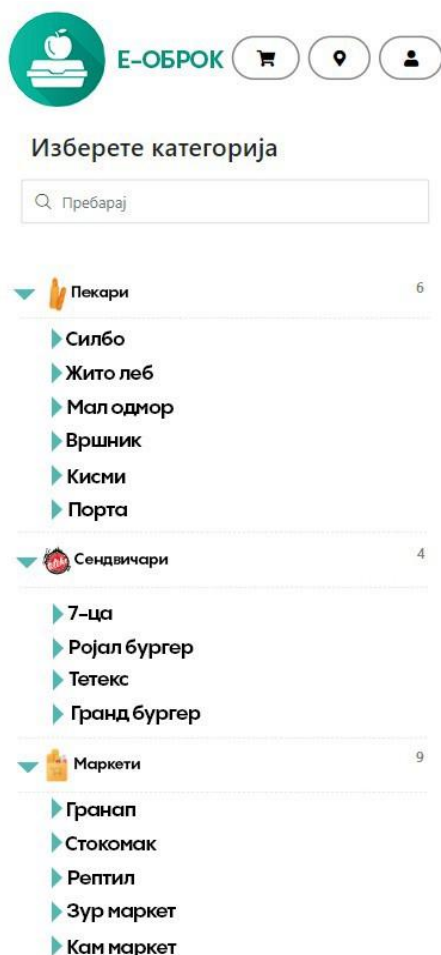 Е-ОБРОК
Изберете категорија
Пребарај
Пекари 6
Силбо
Жито леб
Мал одмор
Вршник
Кисми
Порта
Сендвичари 4
7-ца
Ројал бургер
Тетекс
Гранд бургер
Маркети 9
Гранап
Стокомак
Рептил
Зур маркет
Кам маркет